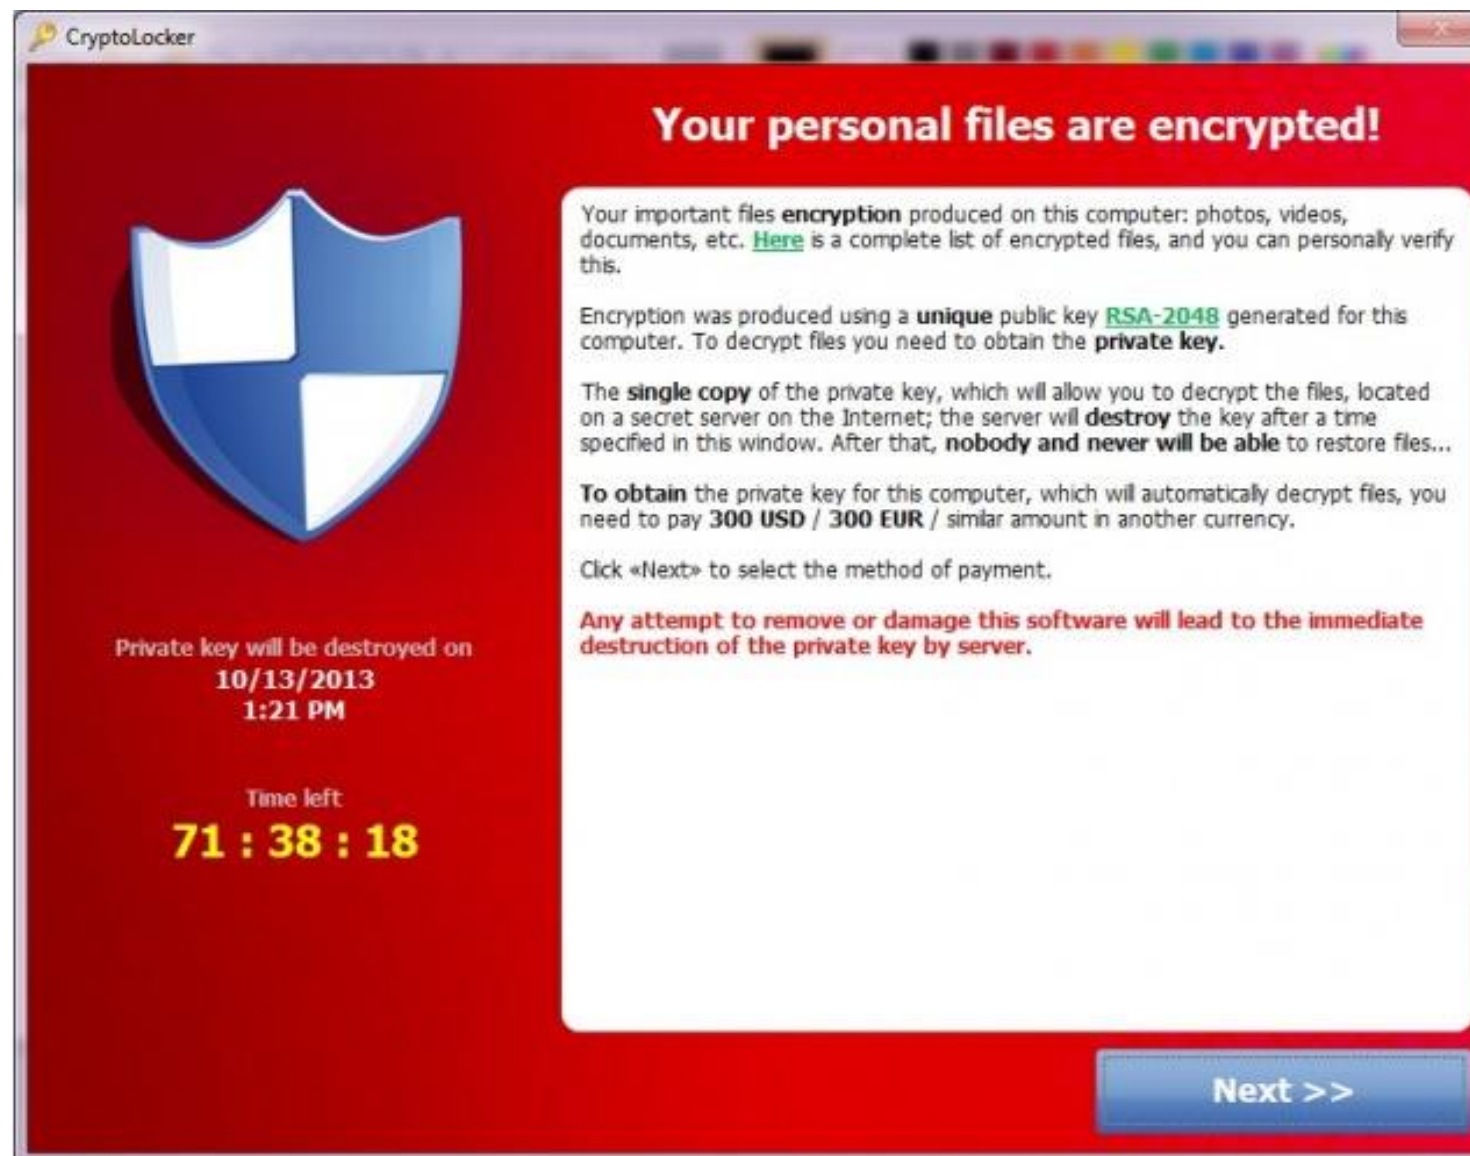 CryptoLocker
Your personal files are encrypted!
Your important files encryption produced on this computer: photos, videos,
documents, etc. Here is a complete list of encrypted files, and you can personally verify
this.
Encryption was produced using a unique public key RSA-2048 generated for this
computer. To decrypt files you need to obtain the private key.
The single copy of the private key, which will allow you to decrypt the files, located
on a secret server on the Internet; the server will destroy the key after a time
specified in this window. After that, nobody and never will be able to restore files...
To obtain the private key for this computer, which will automatically decrypt files, you
need to pay 300 USD / 300 EUR / similar amount in another currency.
Click «Next» to select the method of payment.
Any attempt to remove or damage this software will lead to the immediate
destruction of the private key by server.
Private key will be destroyed on
10/13/2013
1:21 PM
Time left
71 : 38 : 18
Next >>